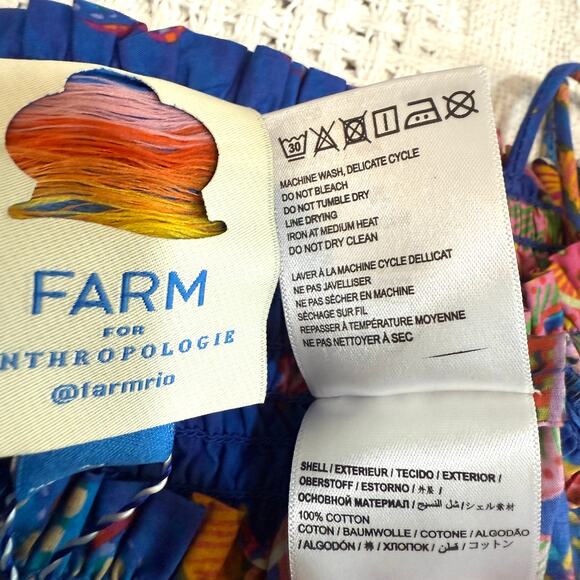 FARM
FOR
NTHROPOLOGIE
@farmrio
30
MACHINE WASH, DELICATE CYCLE
DO NOT BLEACH
DO NOT TUMBLE DRY
LINE DRYING
IRON AT MEDIUM HEAT
DO NOT DRY CLEAN
LAVER À LA MACHINE CYCLE DELLICAT
NE PAS JAVELLISER
NE PAS SÉCHER EN MACHINE
SÉCHAGE SUR FIL
REPASSER À TEMPÉRATURE MOYENNE
NE PAS NETTOYER À SEC
SHELL / EXTERIEUR / TECIDO / EXTERIOR /
OBERSTOFF / ESTORNO / 外展 /
ОСНОВНОЙ МАТЕРИАЛ / شل النسيج / シェル素材
100% COTTON
COTON / BAUMWOLLE / COTONE / ALGODÃO
/ ALGODÓN / 棉 / ХЛОПОК / قطن / コットン